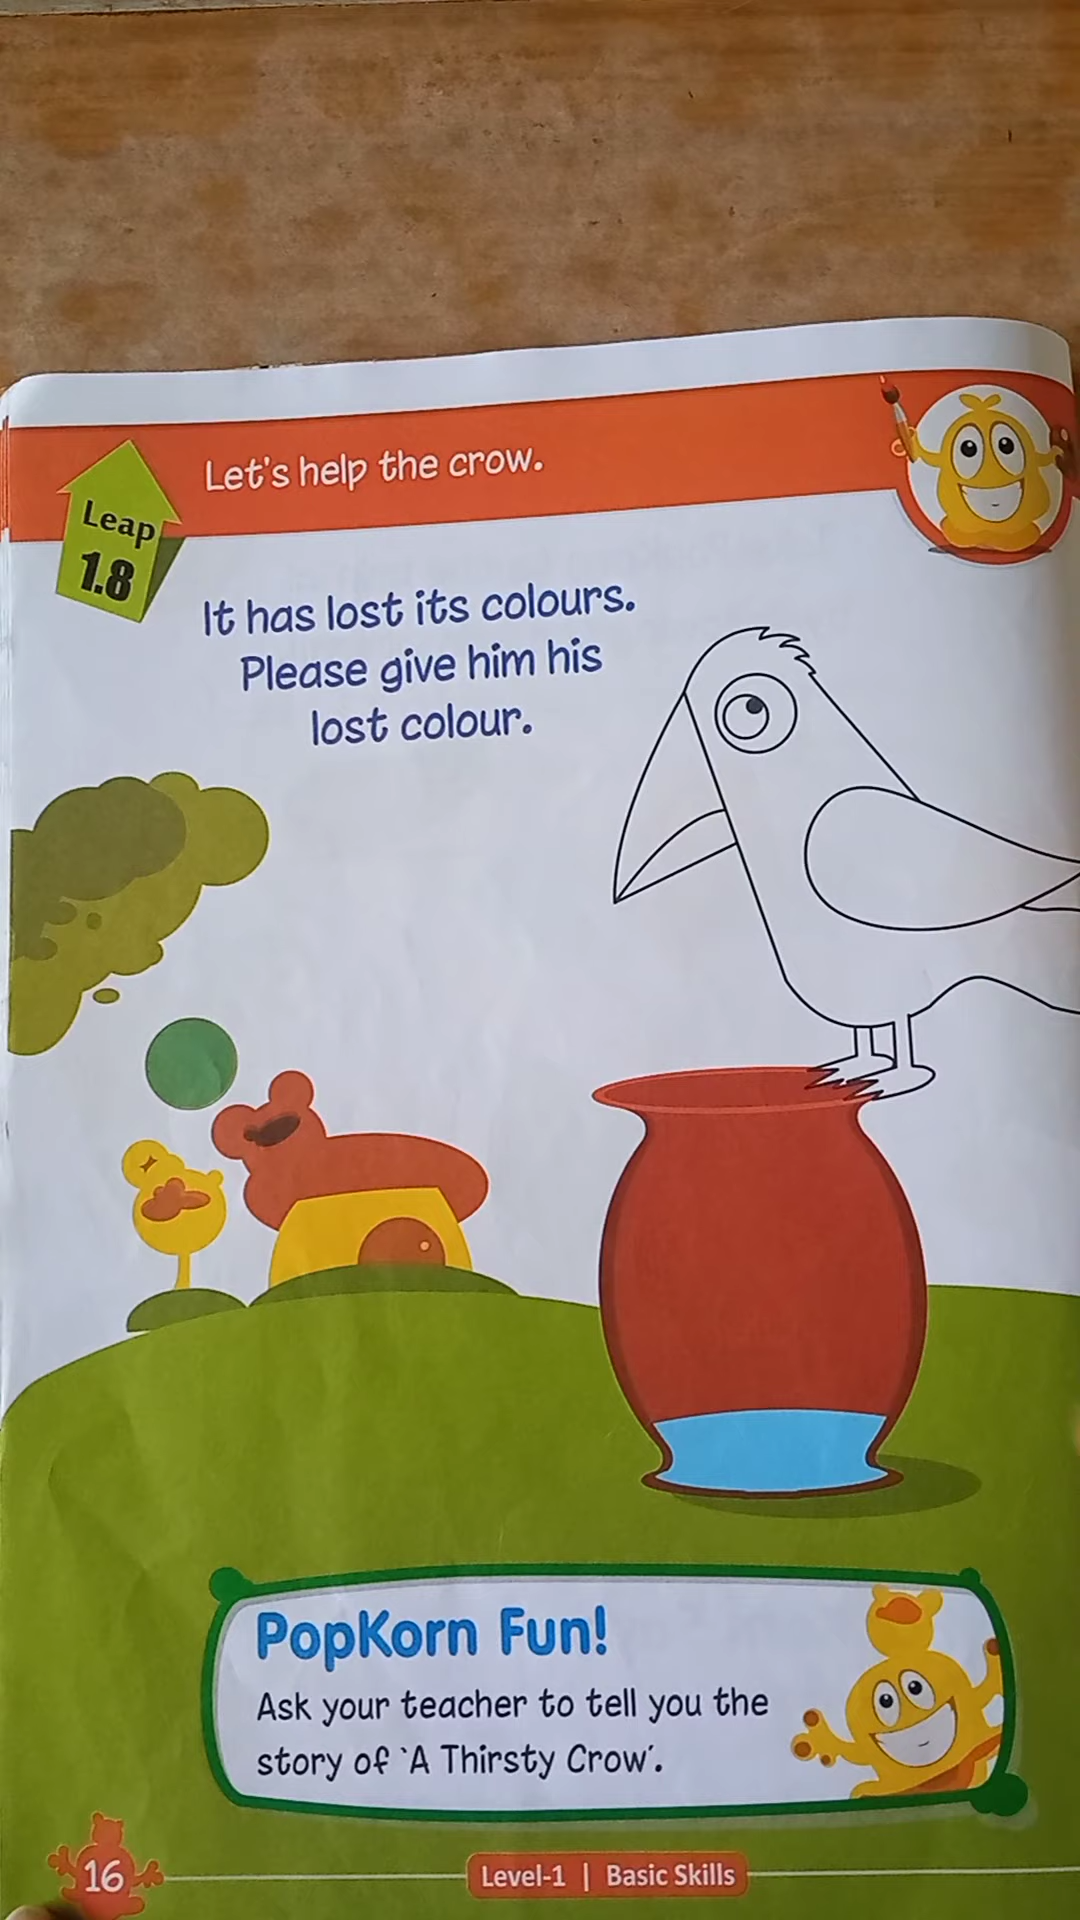 Let's help the crow.
Leap
1.8
It has lost its colours.
Please give him his
lost colour.
PopKorn Fun!
Ask your teacher to tell you the
story of `A Thirsty Crow´.
16
Level-1 | Basic Skills